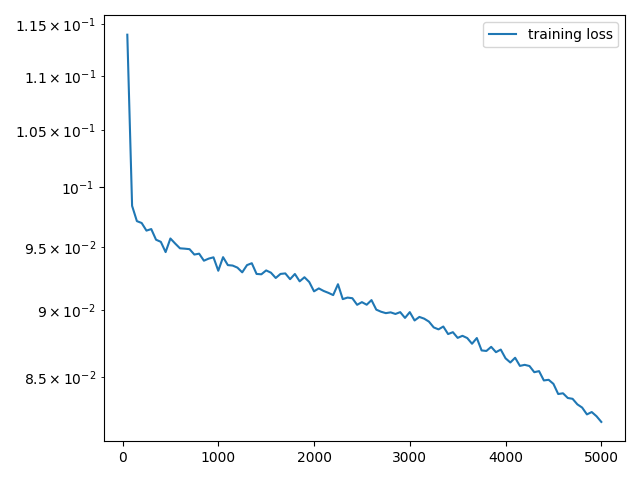 training loss
1.15 × 10⁻¹
1.1 × 10⁻¹
1.05 × 10⁻¹
10⁻¹
9.5 × 10⁻²
9 × 10⁻²
8.5 × 10⁻²
0 1000 2000 3000 4000 5000